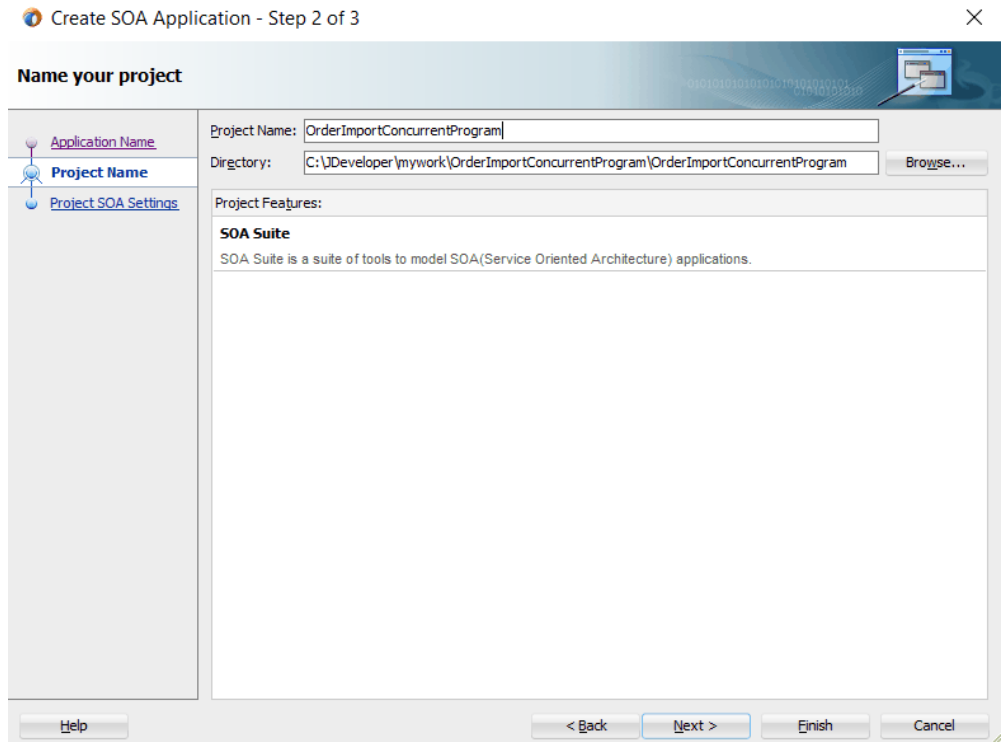 Create SOA Application - Step 2 of 3
Name your project
Application Name
Project Name
Project SOA Settings
Project Name: OrderImportConcurrentProgram
Directory: C:\JDeveloper\mywork\OrderImportConcurrentProgram\OrderImportConcurrentProgram Browse...
Project Features:
SOA Suite
SOA Suite is a suite of tools to model SOA(Service Oriented Architecture) applications.
Help < Back Next > Finish Cancel